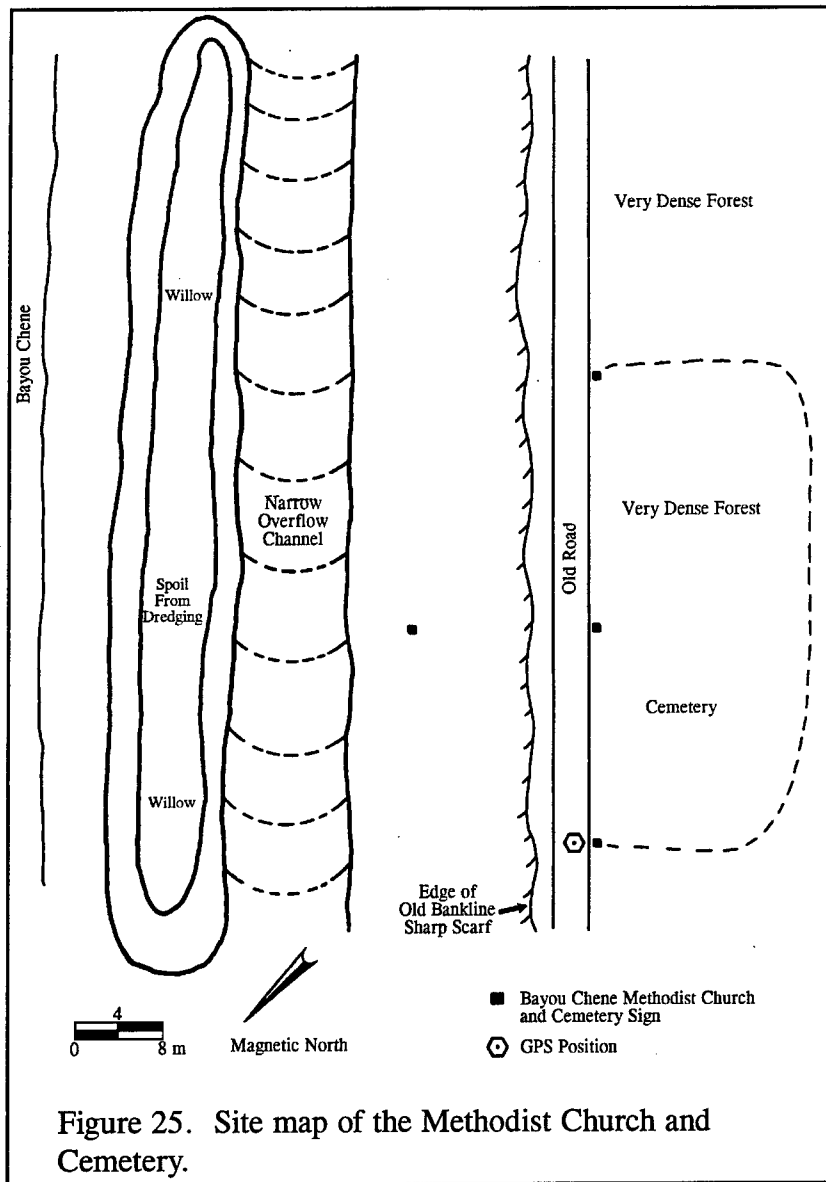 Bayou Chene
Willow
Spoil
From
Dredging
Willow
Narrow
Overflow
Channel
Old Road
Very Dense Forest
Very Dense Forest
Cemetery
Edge of
Old Bankline
Sharp Scarf
4
0 8 m
Magnetic North
Bayou Chene Methodist Church
and Cemetery Sign
GPS Position
Figure 25. Site map of the Methodist Church and
Cemetery.